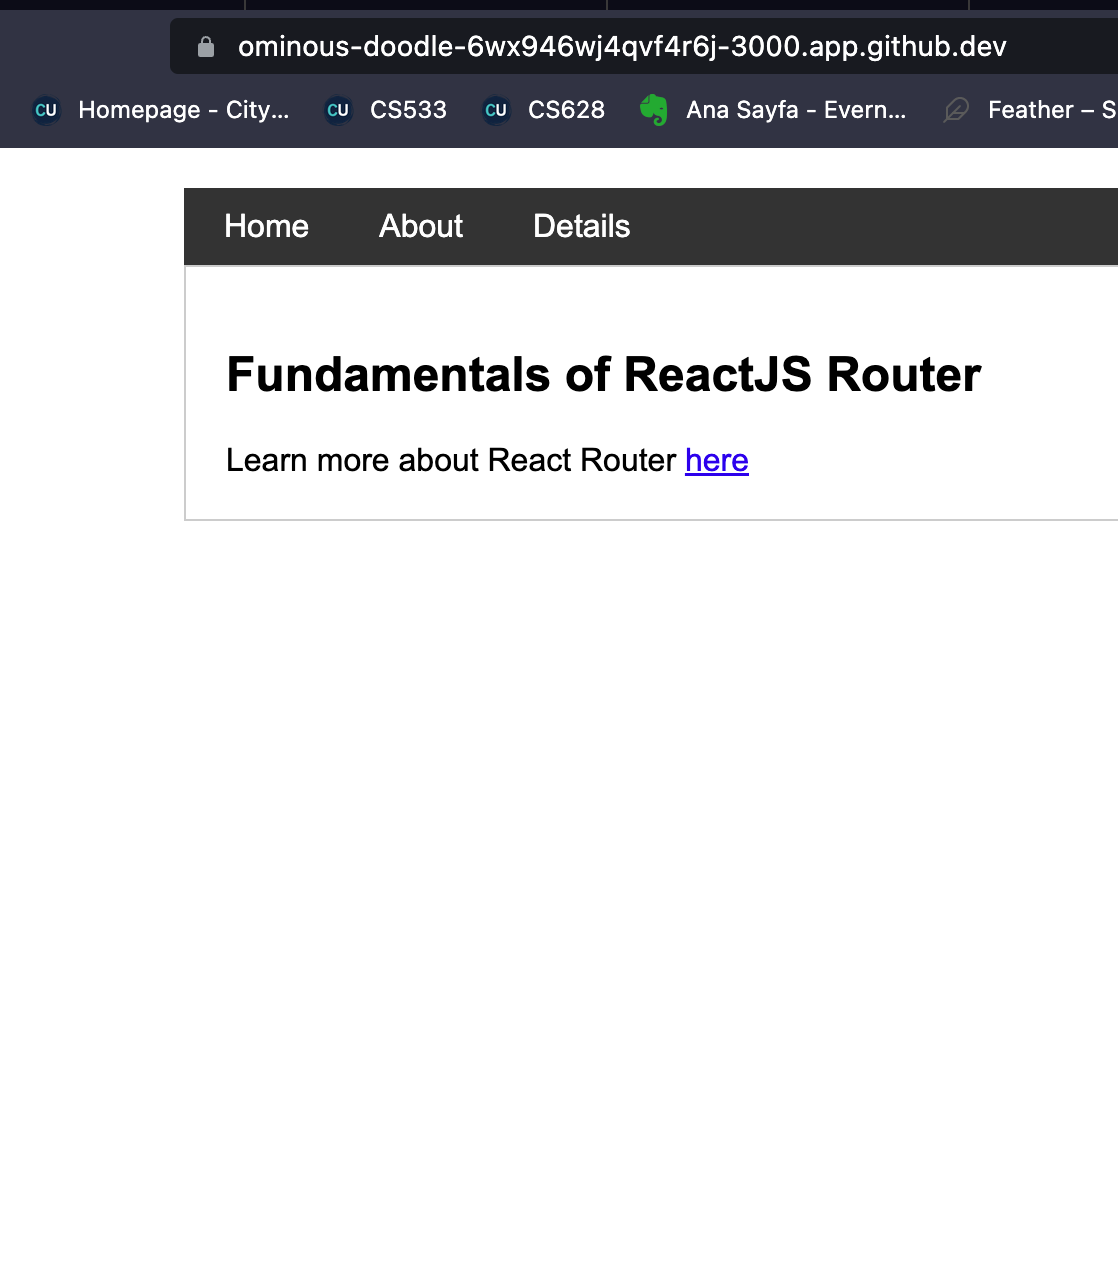 ominous-doodle-6wx946wj4qvf4r6j-3000.app.github.dev
CU Homepage - City... CU CS533 CU CS628 Ana Sayfa - Evern... Feather – S
Home About Details
Fundamentals of ReactJS Router
Learn more about React Router here